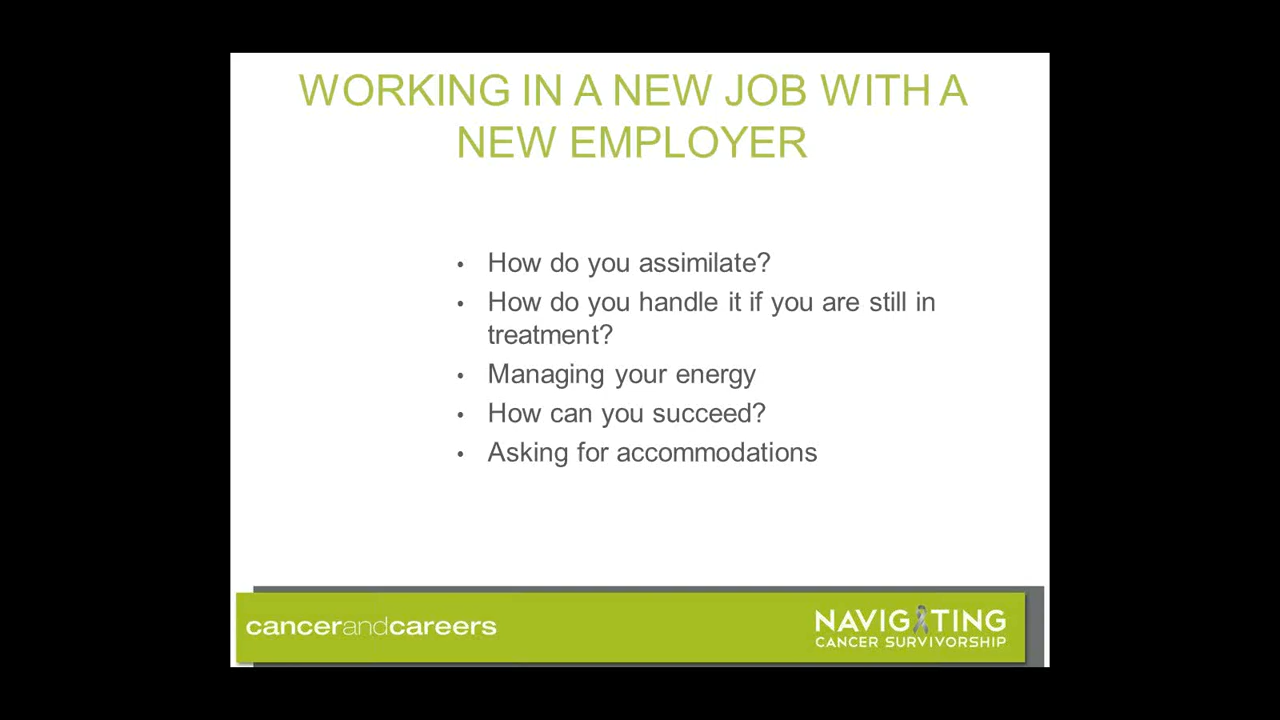 WORKING IN A NEW JOB WITH A
NEW EMPLOYER
• How do you assimilate?
• How do you handle it if you are still in
treatment?
• Managing your energy
• How can you succeed?
• Asking for accommodations
cancerandcareers
NAVIGATING
CANCER SURVIVORSHIP